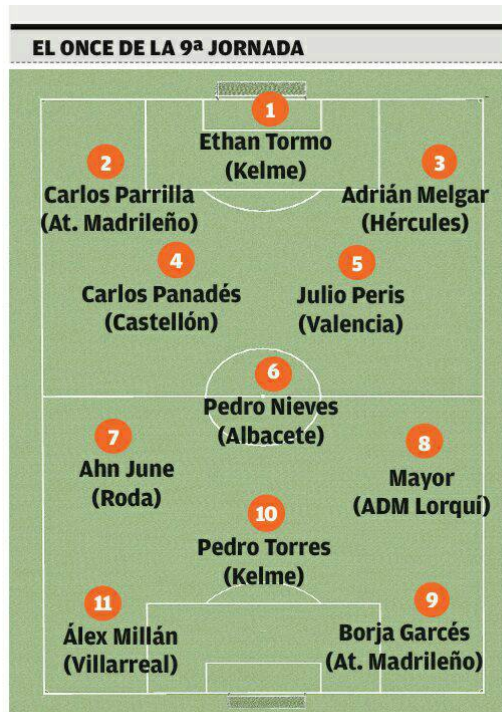 EL ONCE DE LA 9ª JORNADA
1
Ethan Tormo
(Kelme)
2
Carlos Parrilla
(At. Madrileño)
3
Adrián Melgar
(Hércules)
4
Carlos Panadés
(Castellón)
5
Julio Peris
(Valencia)
6
Pedro Nieves
(Albacete)
7
Ahn June
(Roda)
8
Mayor
(ADM Lorquí)
10
Pedro Torres
(Kelme)
11
Álex Millán
(Villarreal)
9
Borja Garcés
(At. Madrileño)